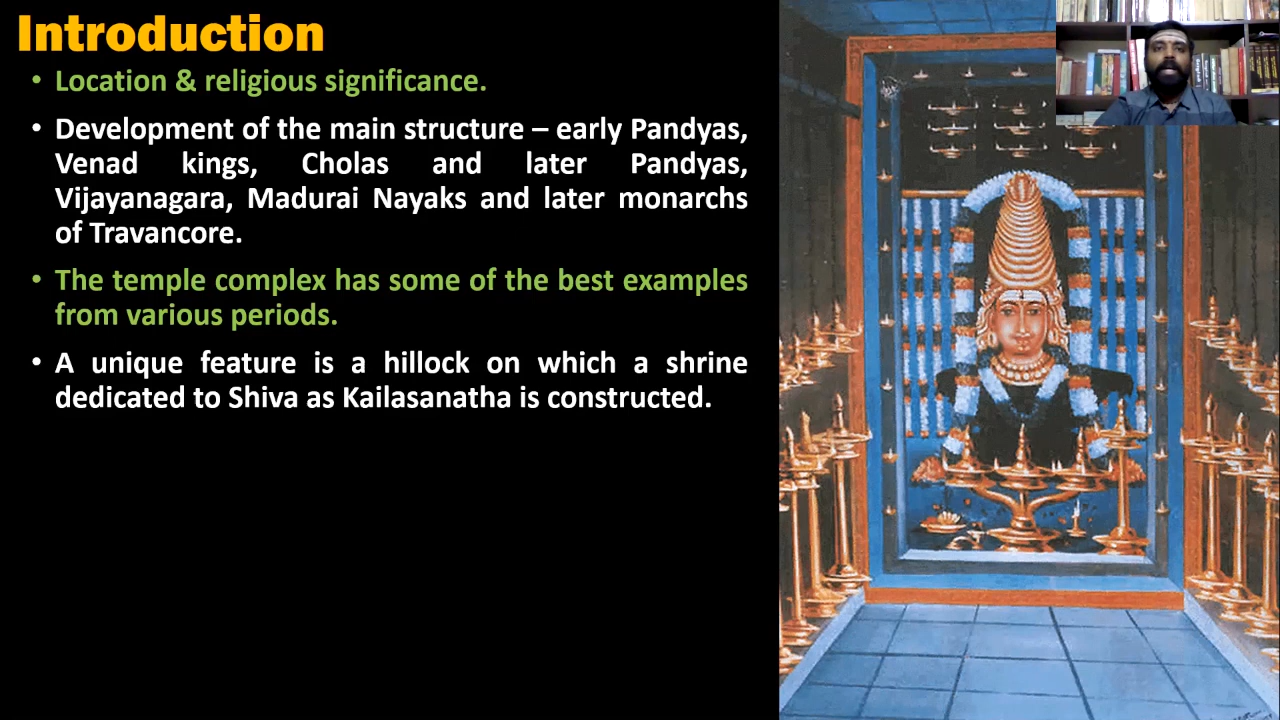 Introduction
• Location & religious significance.
• Development of the main structure – early Pandyas,
Venad kings, Cholas and later Pandyas,
Vijayanagara, Madurai Nayaks and later monarchs
of Travancore.
• The temple complex has some of the best examples
from various periods.
• A unique feature is a hillock on which a shrine
dedicated to Shiva as Kailasanatha is constructed.